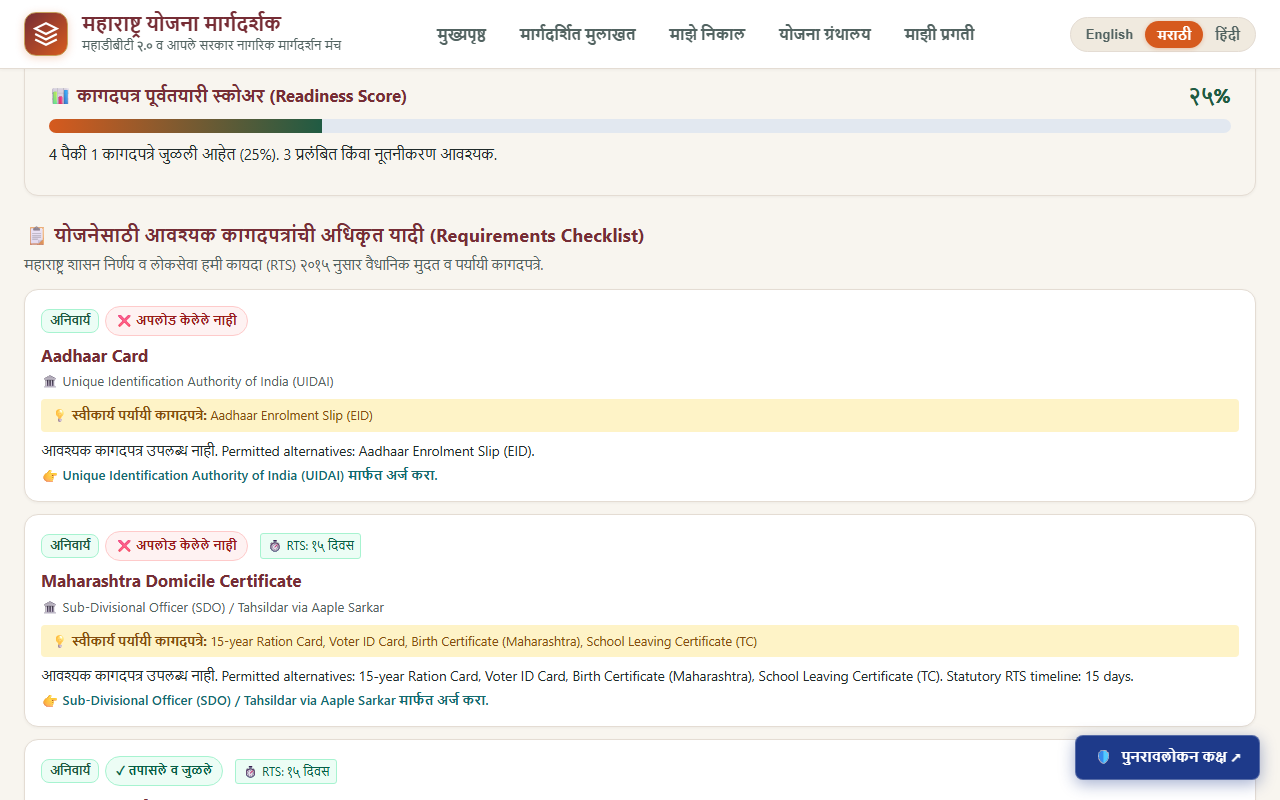 महाराष्ट्र योजना मार्गदर्शक
महाडीबीटी २.० व आपले सरकार नागरिक मार्गदर्शन मंच
मुख्यपृष्ठ
मार्गदर्शित मुलाखत
माझे निकाल
योजना ग्रंथालय
माझी प्रगती
English
मराठी
हिंदी
कागदपत्र पूर्वतयारी स्कोअर (Readiness Score)
२५%
4 पैकी 1 कागदपत्रे जुळली आहेत (25%). 3 प्रलंबित किंवा नूतनीकरण आवश्यक.
योजनेसाठी आवश्यक कागदपत्रांची अधिकृत यादी (Requirements Checklist)
महाराष्ट्र शासन निर्णय व लोकसेवा हमी कायदा (RTS) २०१५ नुसार वैधानिक मुदत व पर्यायी कागदपत्रे.
अनिवार्य ❌ अपलोड केलेले नाही
Aadhaar Card
Unique Identification Authority of India (UIDAI)
स्वीकार्य पर्यायी कागदपत्रे: Aadhaar Enrolment Slip (EID)
आवश्यक कागदपत्र उपलब्ध नाही. Permitted alternatives: Aadhaar Enrolment Slip (EID).
👉 Unique Identification Authority of India (UIDAI) मार्फत अर्ज करा.
अनिवार्य ❌ अपलोड केलेले नाही RTS: १५ दिवस
Maharashtra Domicile Certificate
Sub-Divisional Officer (SDO) / Tahsildar via Aaple Sarkar
स्वीकार्य पर्यायी कागदपत्रे: 15-year Ration Card, Voter ID Card, Birth Certificate (Maharashtra), School Leaving Certificate (TC)
आवश्यक कागदपत्र उपलब्ध नाही. Permitted alternatives: 15-year Ration Card, Voter ID Card, Birth Certificate (Maharashtra), School Leaving Certificate (TC). Statutory RTS timeline: 15 days.
👉 Sub-Divisional Officer (SDO) / Tahsildar via Aaple Sarkar मार्फत अर्ज करा.
अनिवार्य ✓ तपासले व जुळले RTS: १५ दिवस
पुनरावलोकन कक्ष ↗